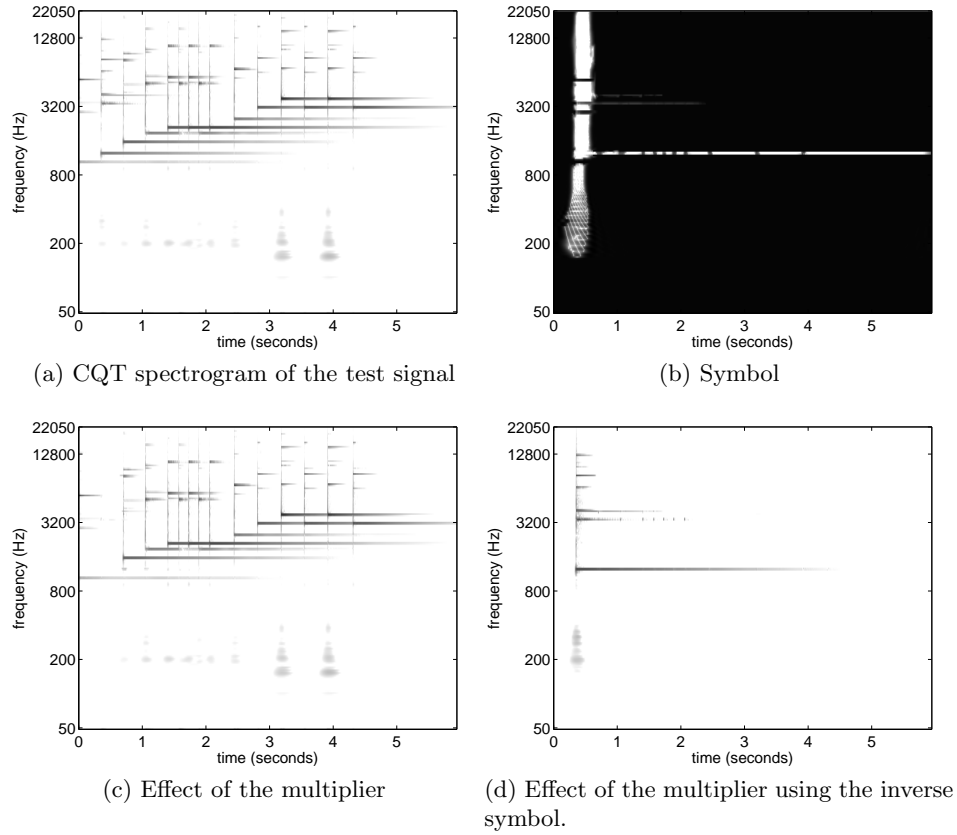 22050
12800
3200
800
200
50
frequency (Hz)
0 1 2 3 4 5
time (seconds)
(a) CQT spectrogram of the test signal
22050
12800
3200
800
200
50
frequency (Hz)
0 1 2 3 4 5
time (seconds)
(b) Symbol
22050
12800
3200
800
200
50
frequency (Hz)
0 1 2 3 4 5
time (seconds)
(c) Effect of the multiplier
22050
12800
3200
800
200
50
frequency (Hz)
0 1 2 3 4 5
time (seconds)
(d) Effect of the multiplier using the inverse
symbol.